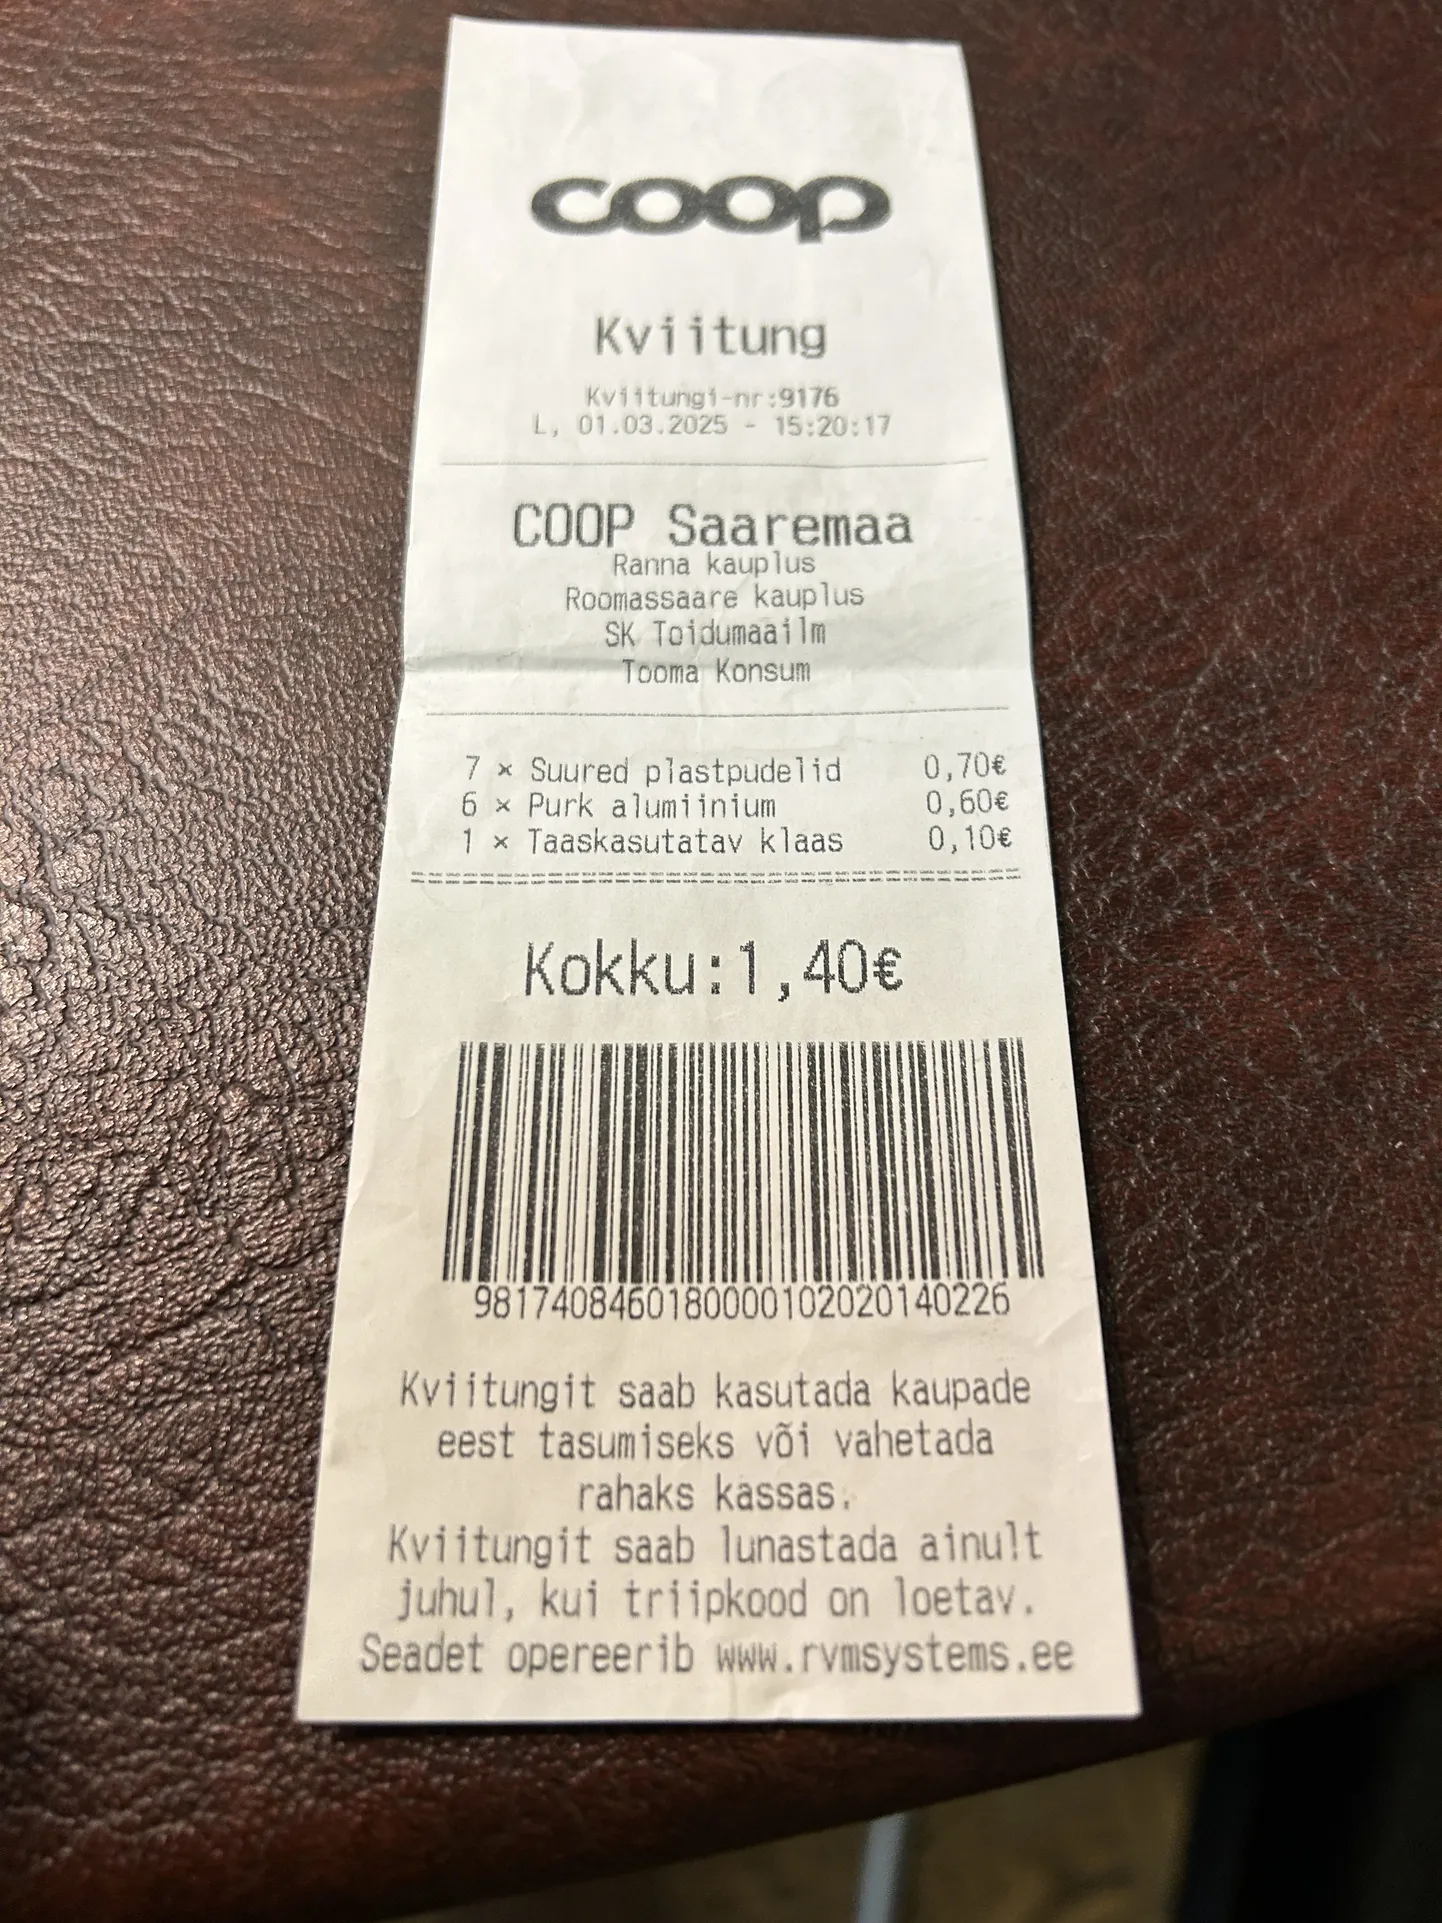 coop
Kviitung
Kviitungi-nr:9176
L, 01.03.2025 - 15:20:17
COOP Saaremaa
Ranna kauplus
Roomassaare kauplus
SK Toidumaailm
Tooma Konsum
7 × Suured plastpudelid 0,70€
6 × Purk alumiinium 0,60€
1 × Taaskasutatav klaas 0,10€
Kokku:1,40€
9817408460180000102020140226
Kviitungit saab kasutada kaupade
eest tasumiseks või vahetada
rahaks kassas.
Kviitungit saab lunastada ainult
juhul, kui triipkood on loetav.
Seadet opereerib www.rvmsystems.ee